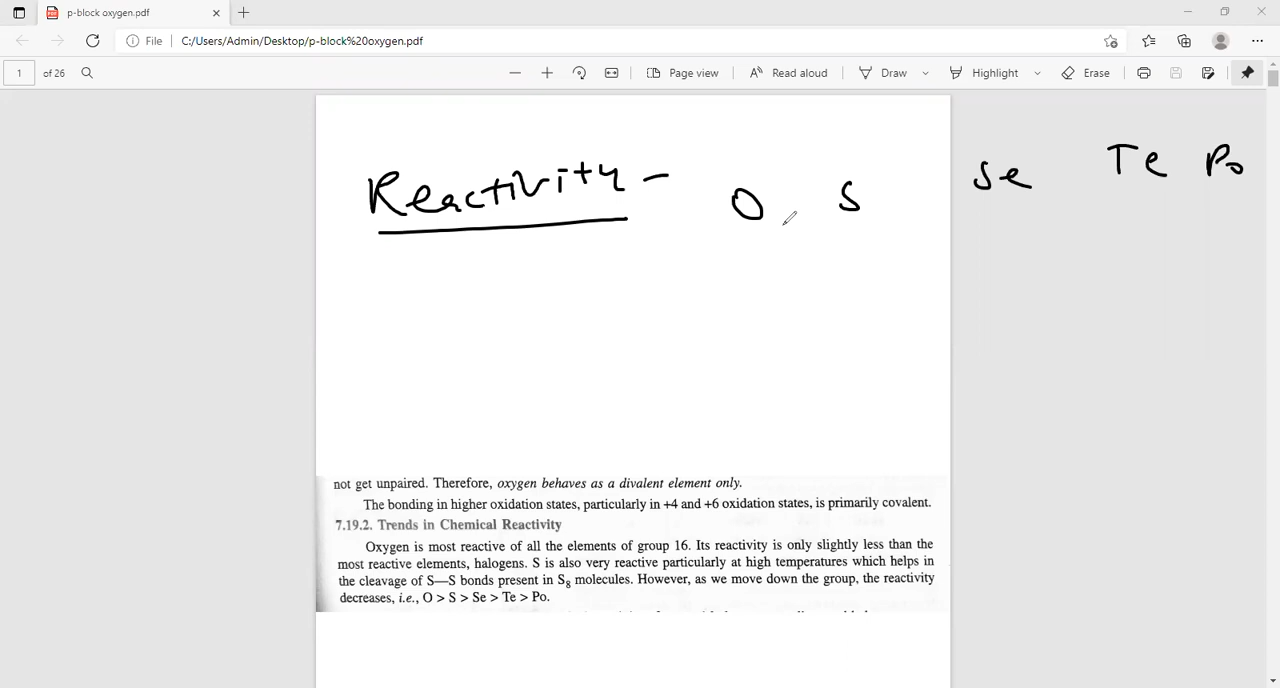 p-block oxygen.pdf
File C:/Users/Admin/Desktop/p-block%20oxygen.pdf
1 of 26 Page view Read aloud Draw Highlight Erase
Reactivity - O, S Se Te Po
not get unpaired. Therefore, oxygen behaves as a divalent element only.
The bonding in higher oxidation states, particularly in +4 and +6 oxidation states, is primarily covalent.
7.19.2. Trends in Chemical Reactivity
Oxygen is most reactive of all the elements of group 16. Its reactivity is only slightly less than the
most reactive elements, halogens. S is also very reactive particularly at high temperatures which helps in
the cleavage of S—S bonds present in S₈ molecules. However, as we move down the group, the reactivity
decreases, i.e., O > S > Se > Te > Po.